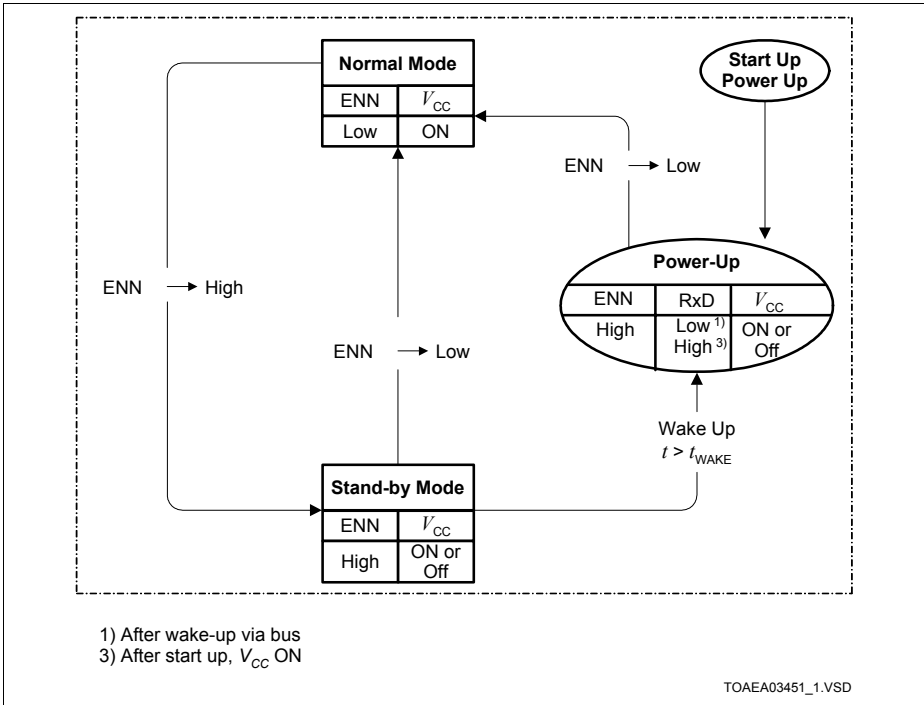 Normal Mode
ENN V_CC
Low ON
Start Up
Power Up
ENN → Low
Power-Up
ENN RxD V_CC
High Low 1) ON or
High 3) Off
ENN → High
ENN → Low
Wake Up
t > t_WAKE
Stand-by Mode
ENN V_CC
High ON or
Off
1) After wake-up via bus
3) After start up, V_CC ON
TOAEA03451_1.VSD